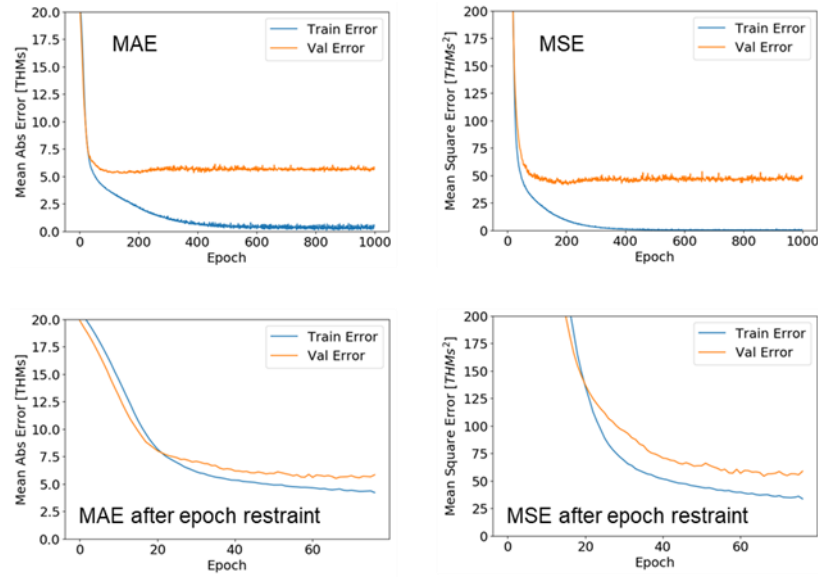 MAE
Train Error
Val Error
Mean Abs Error [THMs]
20.0
17.5
15.0
12.5
10.0
7.5
5.0
2.5
0.0
0
200
400
600
800
1000
Epoch
MSE
Train Error
Val Error
Mean Square Error [THMs²]
200
175
150
125
100
75
50
25
0
0
200
400
600
800
1000
Epoch
Train Error
Val Error
Mean Abs Error [THMs]
20.0
17.5
15.0
12.5
10.0
7.5
5.0
2.5
0.0
MAE after epoch restraint
0
20
40
60
Epoch
Train Error
Val Error
Mean Square Error [THMs²]
200
175
150
125
100
75
50
25
0
MSE after epoch restraint
0
20
40
60
Epoch